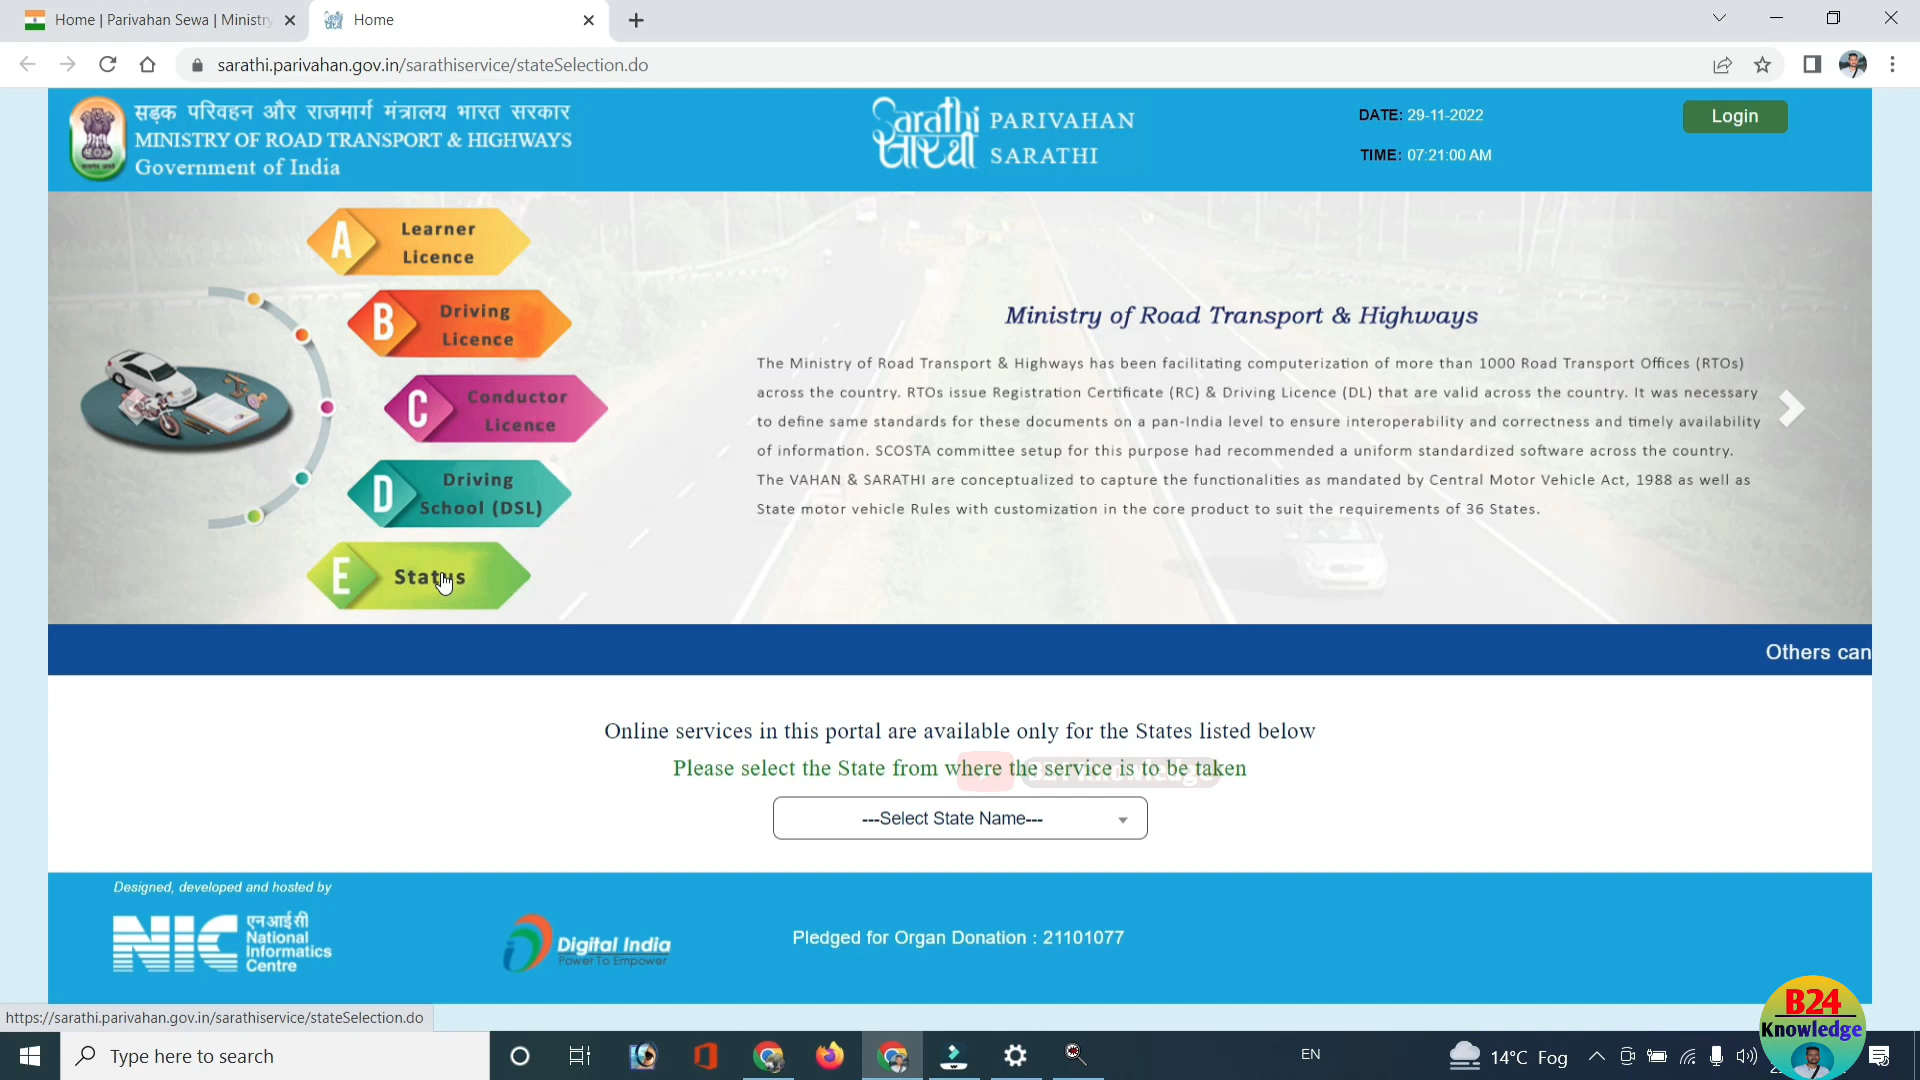 Home | Parivahan Sewa | Ministry
Home
sarathi.parivahan.gov.in/sarathiservice/stateSelection.do
सड़क परिवहन और राजमार्ग मंत्रालय भारत सरकार
MINISTRY OF ROAD TRANSPORT & HIGHWAYS
Government of India
Sarathi
सारथी
PARIVAHAN
SARATHI
DATE: 29-11-2022
TIME: 07:21:00 AM
Login
A
Learner
Licence
B
Driving
Licence
C
Conductor
Licence
D
Driving
School (DSL)
E
Status
Ministry of Road Transport & Highways
The Ministry of Road Transport & Highways has been facilitating computerization of more than 1000 Road Transport Offices (RTOs)
across the country. RTOs issue Registration Certificate (RC) & Driving Licence (DL) that are valid across the country. It was necessary
to define same standards for these documents on a pan-India level to ensure interoperability and correctness and timely availability
of information. SCOSTA committee setup for this purpose had recommended a uniform standardized software across the country.
The VAHAN & SARATHI are conceptualized to capture the functionalities as mandated by Central Motor Vehicle Act, 1988 as well as
State motor vehicle Rules with customization in the core product to suit the requirements of 36 States.
Others can
Online services in this portal are available only for the States listed below
Please select the State from where the service is to be taken
B24 Knowledge
---Select State Name---
Designed, developed and hosted by
NIC
एन आई सी
National
Informatics
Centre
Digital India
Power To Empower
Pledged for Organ Donation : 21101077
B24
Knowledge
https://sarathi.parivahan.gov.in/sarathiservice/stateSelection.do
Type here to search
EN
14°C Fog